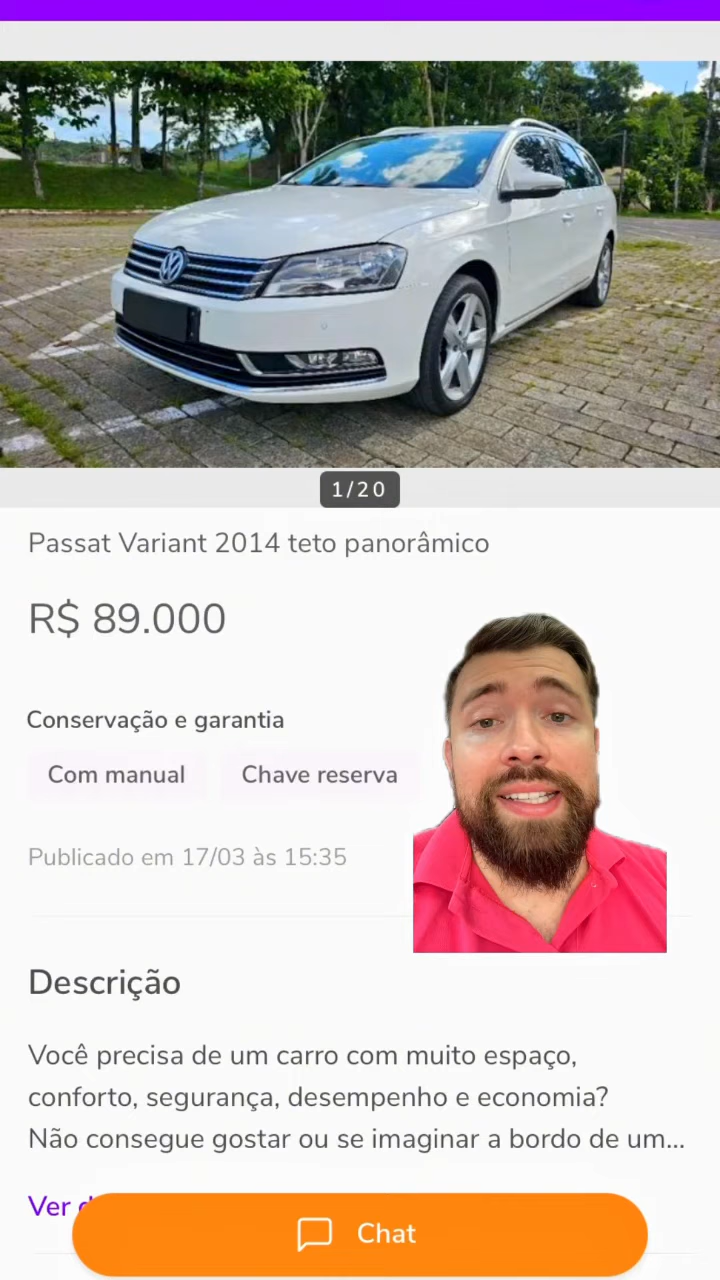 1/20
Passat Variant 2014 teto panorâmico
R$ 89.000
Conservação e garantia
Com manual
Chave reserva
Publicado em 17/03 às 15:35
Descrição
Você precisa de um carro com muito espaço,
conforto, segurança, desempenho e economia?
Não consegue gostar ou se imaginar a bordo de um...
Ver
Chat